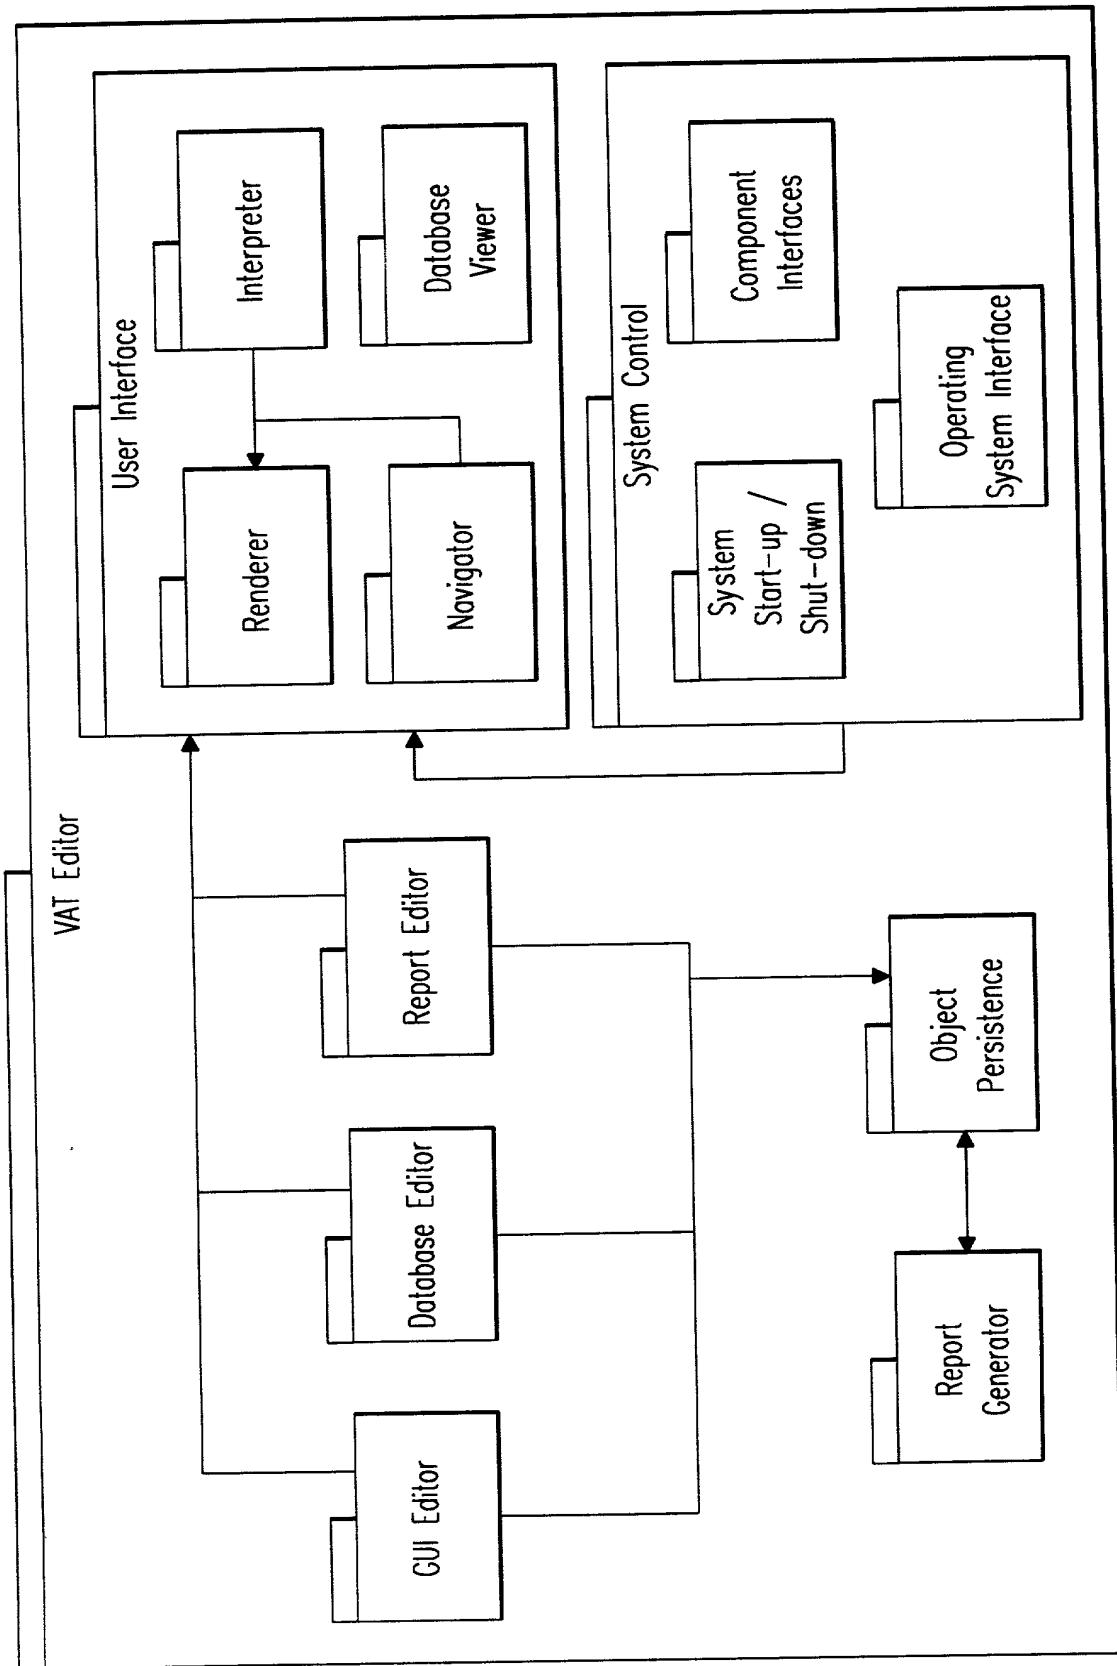 VAT Editor
GUI Editor
Database Editor
Report Editor
Report
Generator
Object
Persistence
User Interface
Renderer
Interpreter
Navigator
Database
Viewer
System Control
System
Start-up /
Shut-down
Component
Interfaces
Operating
System Interface